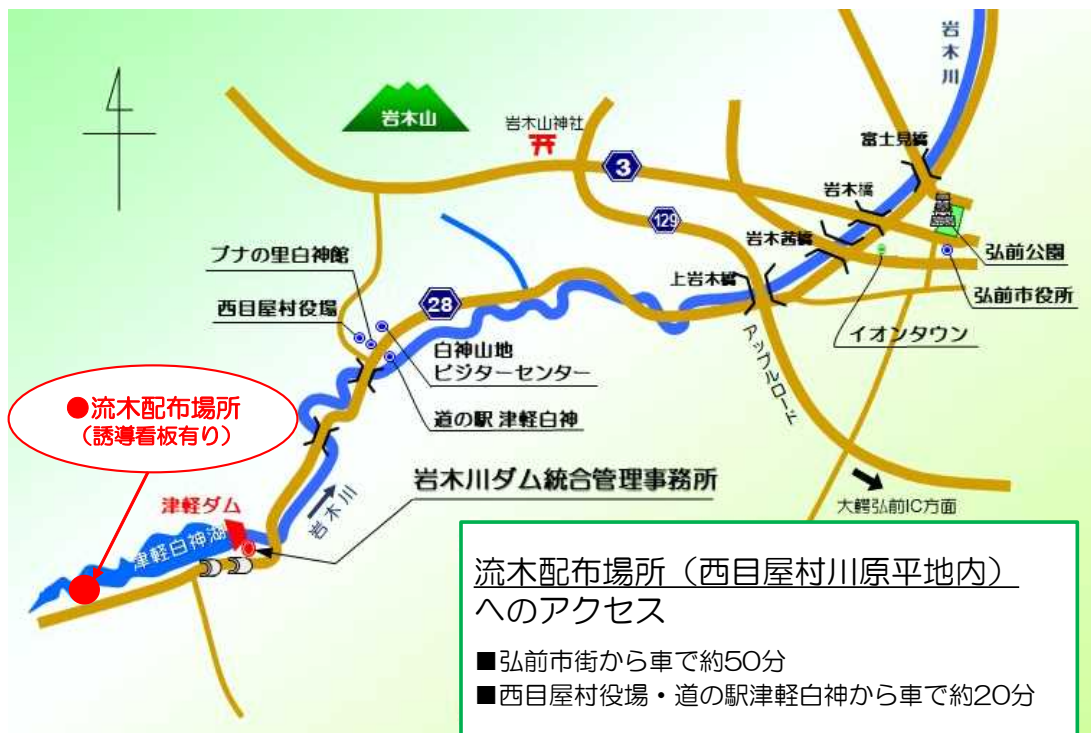 岩木川
岩木山
岩木山神社
富士見橋
3
岩木橋
129
岩木茜橋
弘前公園
ブナの里白神館
上岩木橋
弘前市役所
西目屋村役場
28
イオンタウン
白神山地
ビジターセンター
アップルロード
●流木配布場所
(誘導看板有り)
道の駅 津軽白神
岩木川ダム統合管理事務所
津軽ダム
岩木川
大鰐弘前IC方面
津軽白神湖
流木配布場所（西目屋村川原平地内）
へのアクセス
■弘前市街から車で約50分
■西目屋村役場・道の駅津軽白神から車で約20分